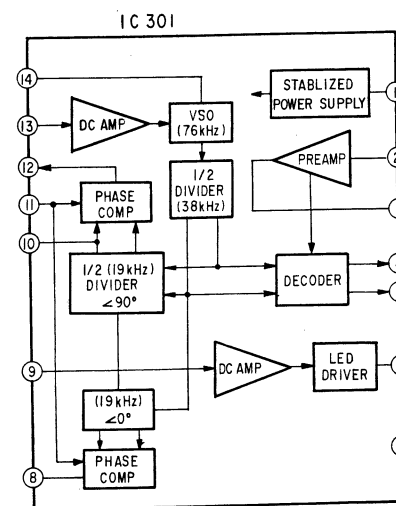 IC 301
14
13
12
11
10
9
8
DC AMP
VSO
(76kHz)
STABLIZED
POWER SUPPLY
1
2
PREAMP
1/2
DIVIDER
(38kHz)
PHASE
COMP
1/2 (19kHz)
DIVIDER
∠90°
DECODER
DC AMP
LED
DRIVER
(19kHz)
∠0°
PHASE
COMP